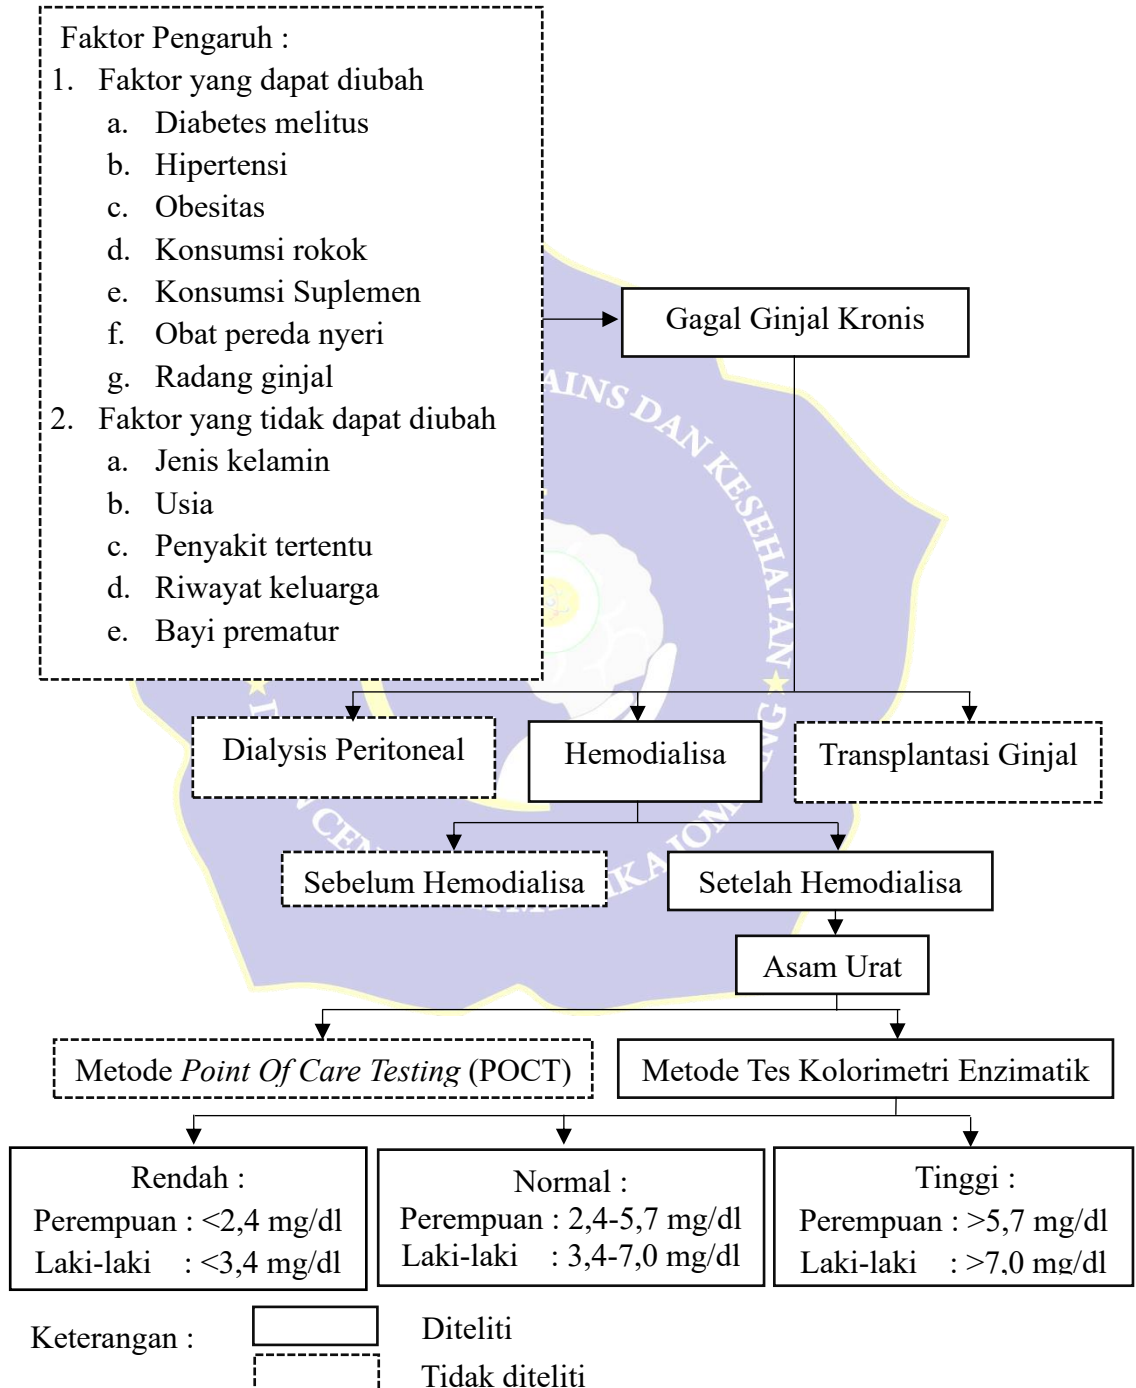 Faktor Pengaruh :
1. Faktor yang dapat diubah
a. Diabetes melitus
b. Hipertensi
c. Obesitas
d. Konsumsi rokok
e. Konsumsi Suplemen
f. Obat pereda nyeri
g. Radang ginjal
2. Faktor yang tidak dapat diubah
a. Jenis kelamin
b. Usia
c. Penyakit tertentu
d. Riwayat keluarga
e. Bayi prematur
Gagal Ginjal Kronis
DAN KESEHATAN
Dialysis Peritoneal
Hemodialisa
Transplantasi Ginjal
Sebelum Hemodialisa
Setelah Hemodialisa
Asam Urat
Metode Point Of Care Testing (POCT)
Metode Tes Kolorimetri Enzimatik
Rendah :
Perempuan : <2,4 mg/dl
Laki-laki : <3,4 mg/dl
Normal :
Perempuan : 2,4-5,7 mg/dl
Laki-laki : 3,4-7,0 mg/dl
Tinggi :
Perempuan : >5,7 mg/dl
Laki-laki : >7,0 mg/dl
Keterangan :
Diteliti
Tidak diteliti